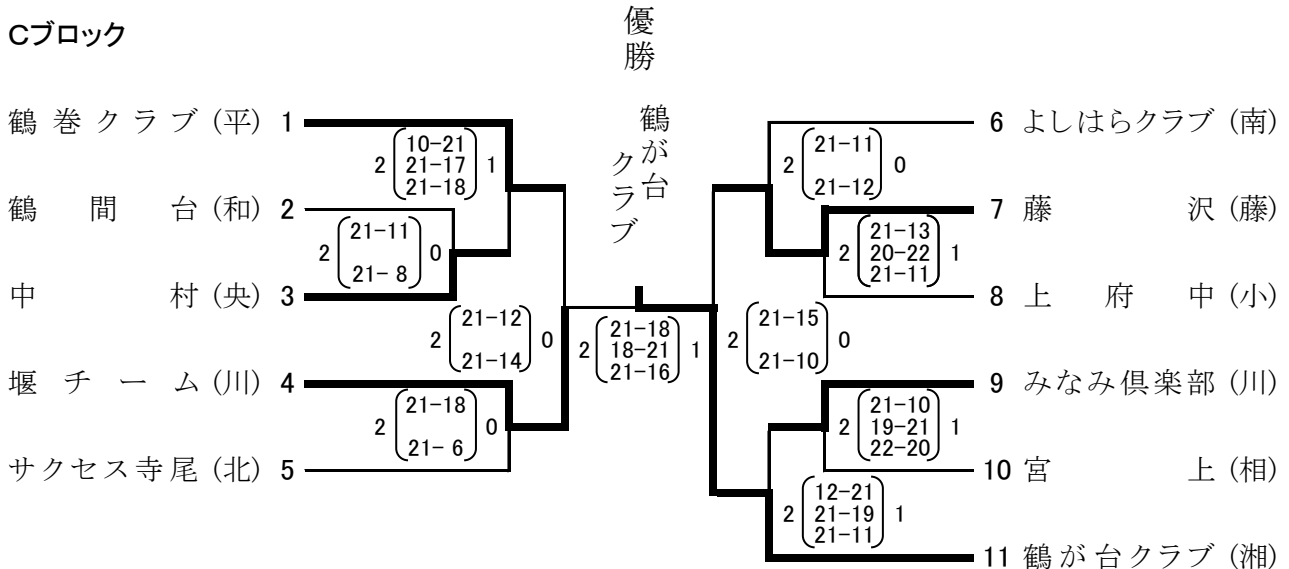 Cブロック
優勝 鶴が台クラブ
鶴巻クラブ (平) 1
鶴間台 (和) 2
中村 (央) 3
堰チーム (川) 4
サクセス寺尾 (北) 5
6 よしはらクラブ (南)
7 藤沢 (藤)
8 上府中 (小)
9 みなみ倶楽部 (川)
10 宮上 (相)
11 鶴が台クラブ (湘)
2 10-21 1
21-17
21-18
2 21-11 0
21- 8
2 21-12 0
21-14
2 21-18 0
21- 6
2 21-18 1
18-21
21-16
2 21-11 0
21-12
2 21-13 1
20-22
21-11
2 21-15 0
21-10
2 21-10 1
19-21
22-20
2 12-21 1
21-19
21-11